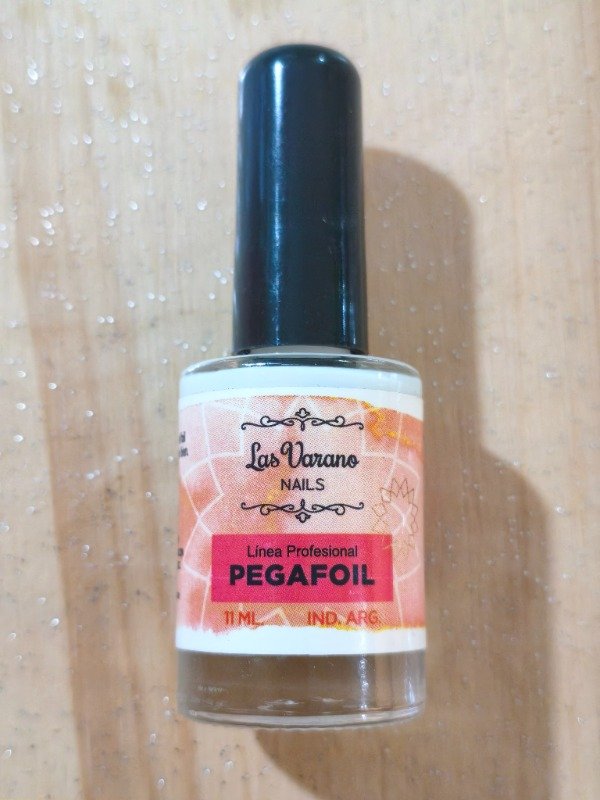 Las Varano
NAILS
Línea Profesional
PEGAFOIL
11 ML. IND. ARG.